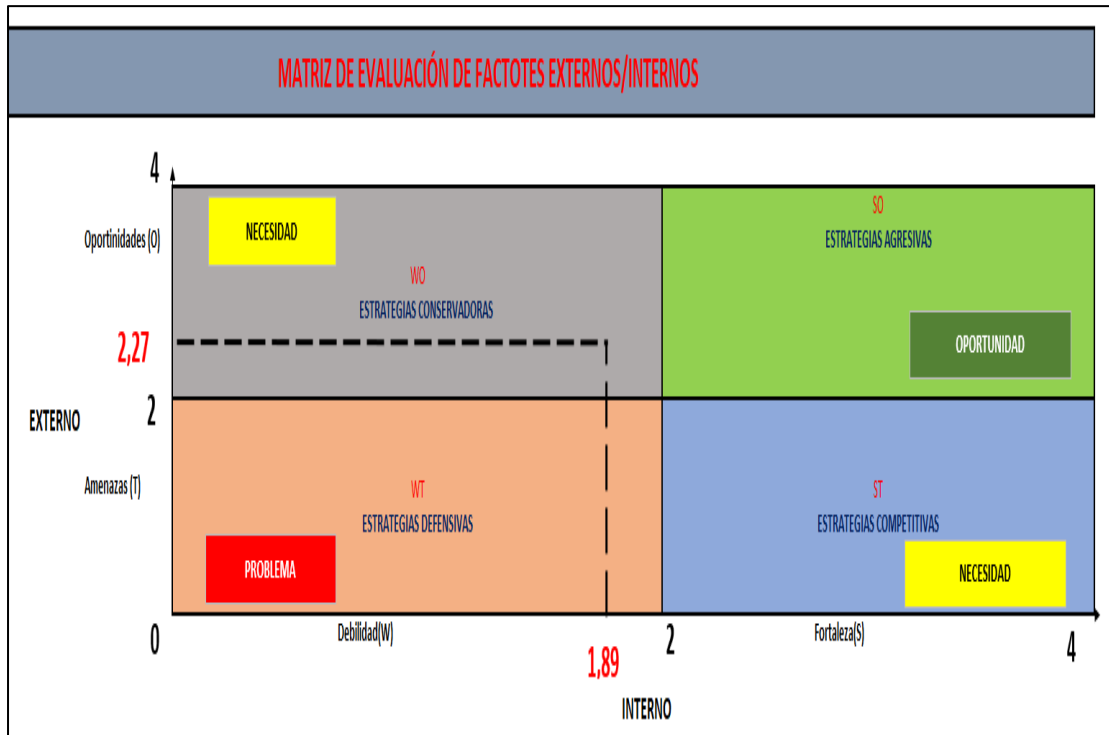 MATRIZ DE EVALUACIÓN DE FACTOTES EXTERNOS/INTERNOS
4
Oportinidades (O)
NECESIDAD
WO
ESTRATEGIAS CONSERVADORAS
SO
ESTRATEGIAS AGRESIVAS
OPORTUNIDAD
2,27
2
EXTERNO
Amenazas (T)
WT
ESTRATEGIAS DEFENSIVAS
PROBLEMA
ST
ESTRATEGIAS COMPETITIVAS
NECESIDAD
0
Debilidad(W)
1,89
2
Fortaleza(S)
4
INTERNO